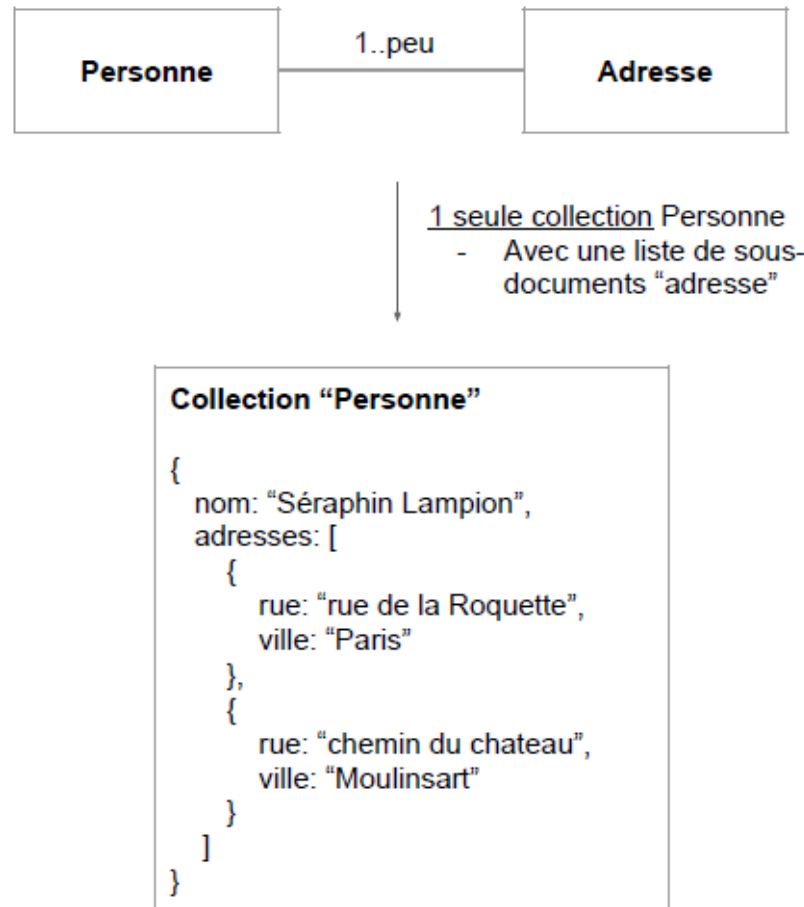 1..peu
Personne
Adresse
1 seule collection Personne
- Avec une liste de sous-
documents “adresse”
Collection “Personne”
{
nom: “Séraphin Lampion”,
adresses: [
{
rue: “rue de la Roquette”,
ville: “Paris”
},
{
rue: “chemin du chateau”,
ville: “Moulinsart”
}
]
}